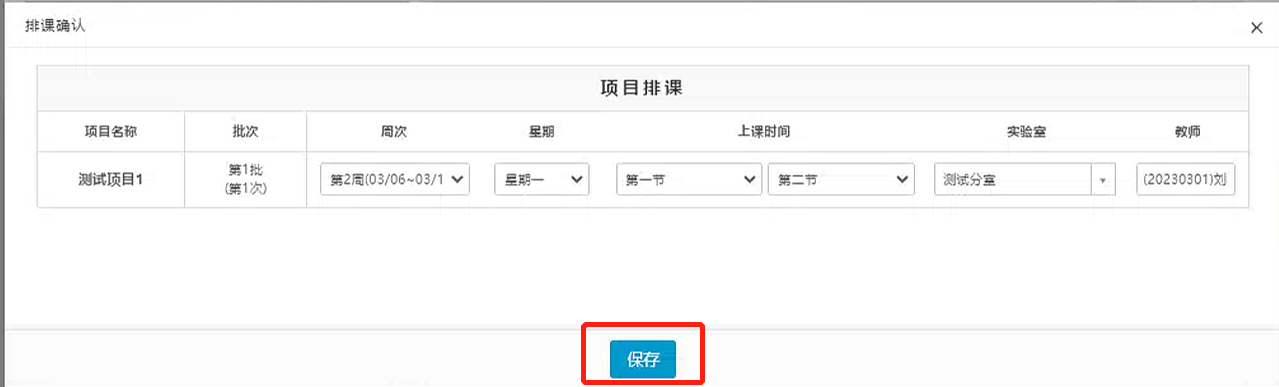 排课确认
项目排课
项目名称 批次 周次 星期 上课时间 实验室 教师
测试项目1 第1批 (第1次) 第2周(03/06~03/1 星期一 第一节 第二节 测试分室 (20230301)刘
保存